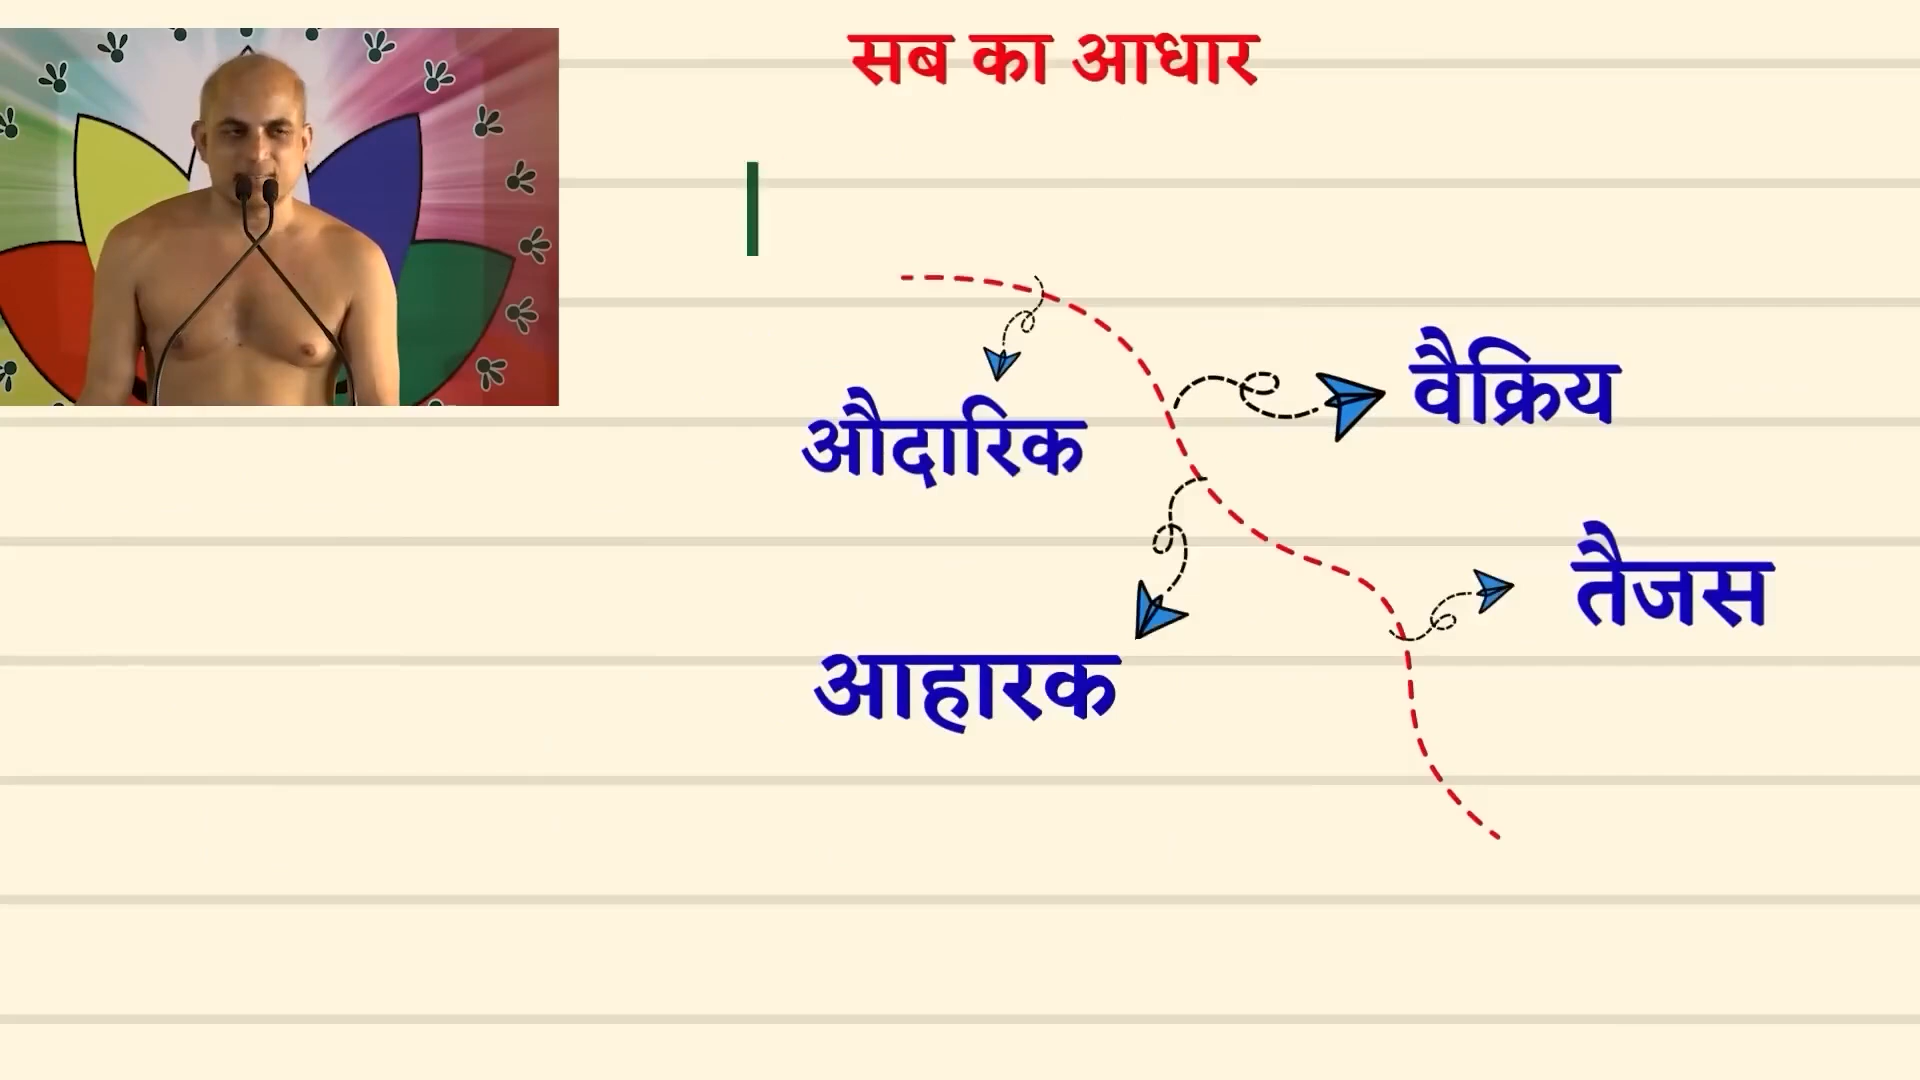 सब का आधार
वैक्रिय
औदारिक
तैजस
आहारक